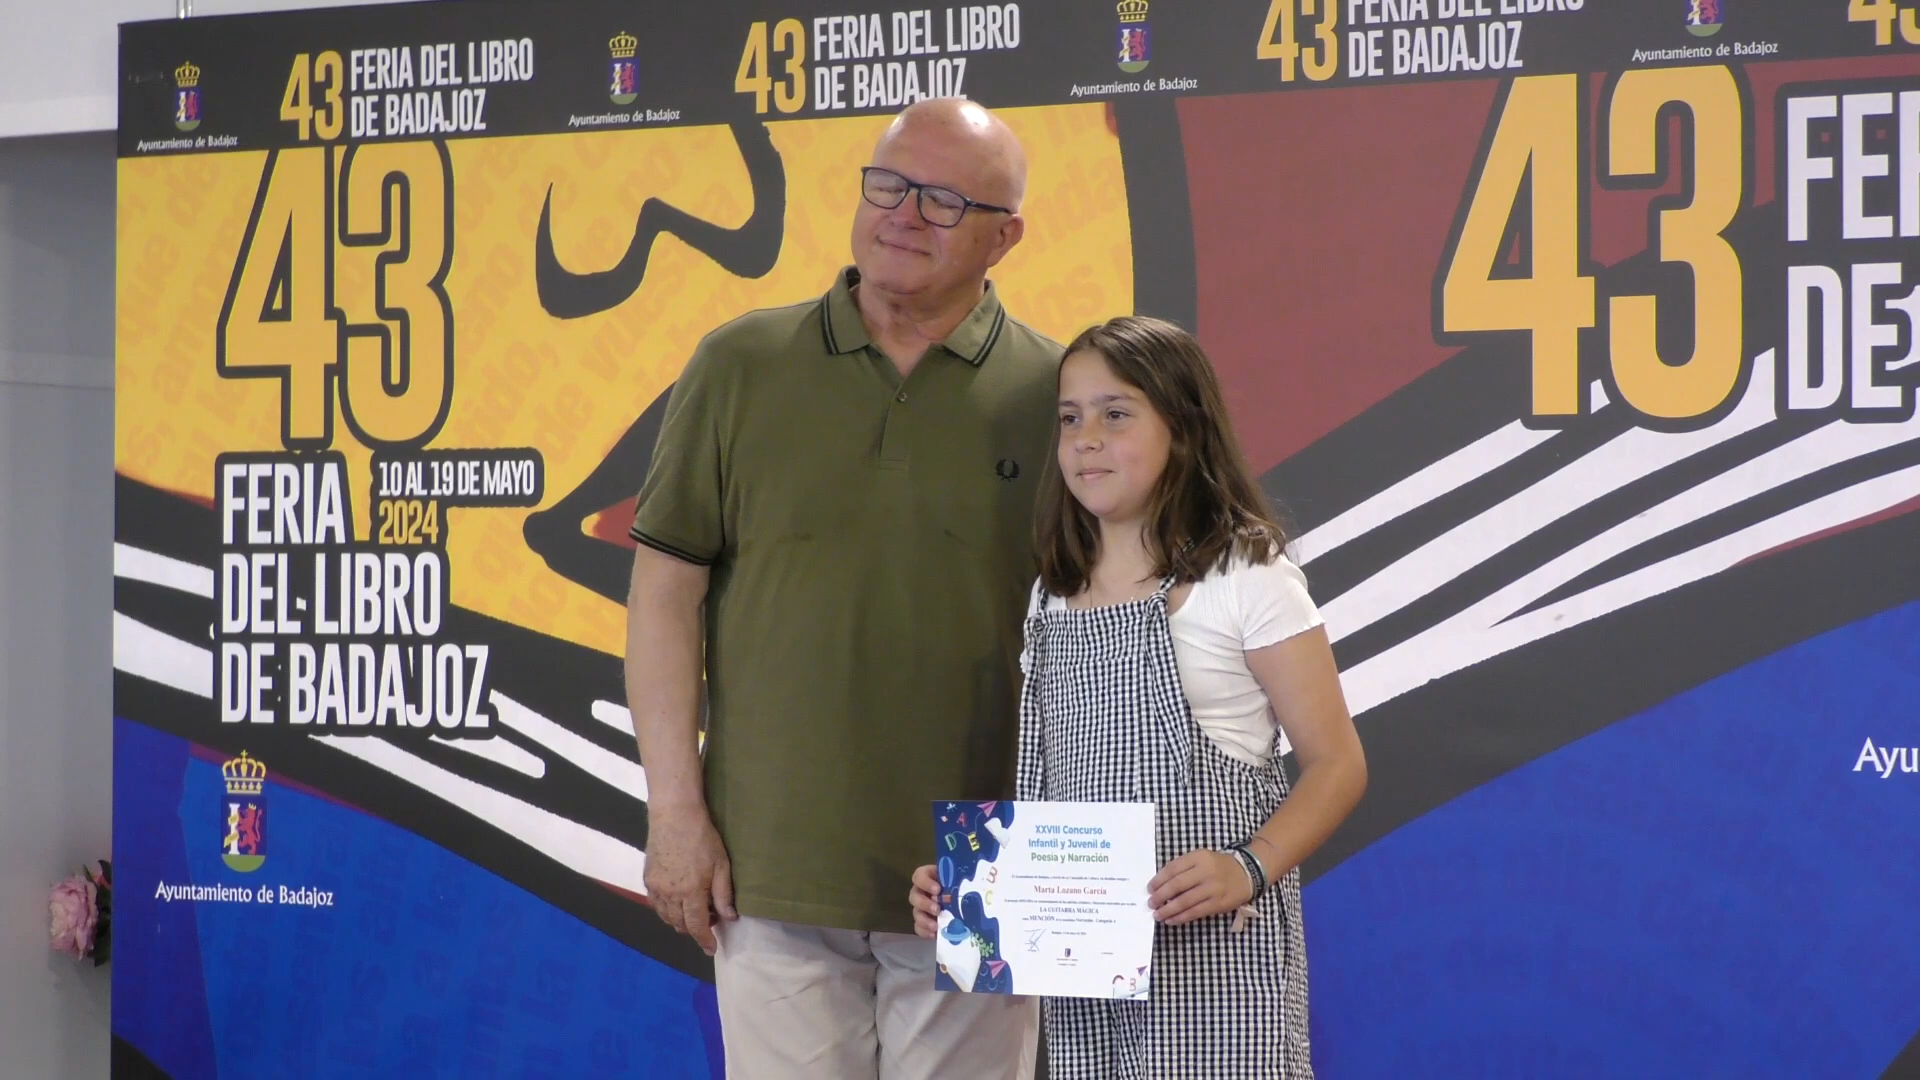 43 FERIA DEL LIBRO
DE BADAJOZ
Ayuntamiento de Badajoz
Ayuntamiento de Badajoz
43 FERIA DEL LIBRO
DE BADAJOZ
Ayuntamiento de Badajoz
43 FERIA DEL LIBRO
DE BADAJOZ
Ayuntamiento de Badajoz
43
10 AL 19 DE MAYO
2024
FERIA
DEL LIBRO
DE BADAJOZ
Ayuntamiento de Badajoz
43 FE
DE
Ayu
XXVIII Concurso
Infantil y Juvenil de
Poesía y Narración
Marta Lozano García
LA GUITARRA MÁGICA
MENCIÓN